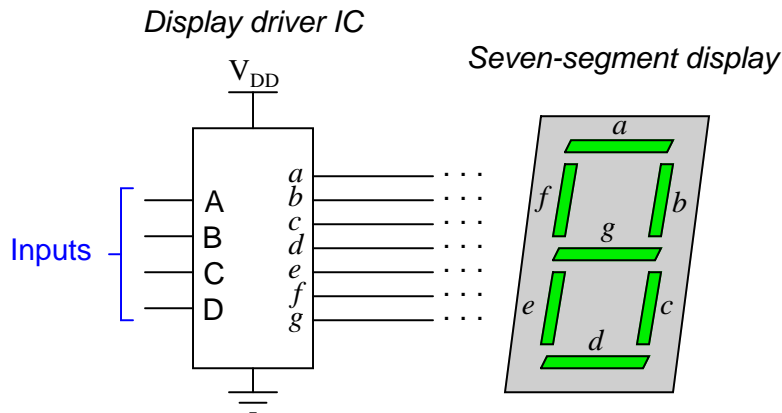 Display driver IC
Seven-segment display
VDD
Inputs
A
B
C
D
a
b
c
d
e
f
g
. . .
. . .
. . .
. . .
. . .
. . .
. . .
a
f
b
g
e
c
d